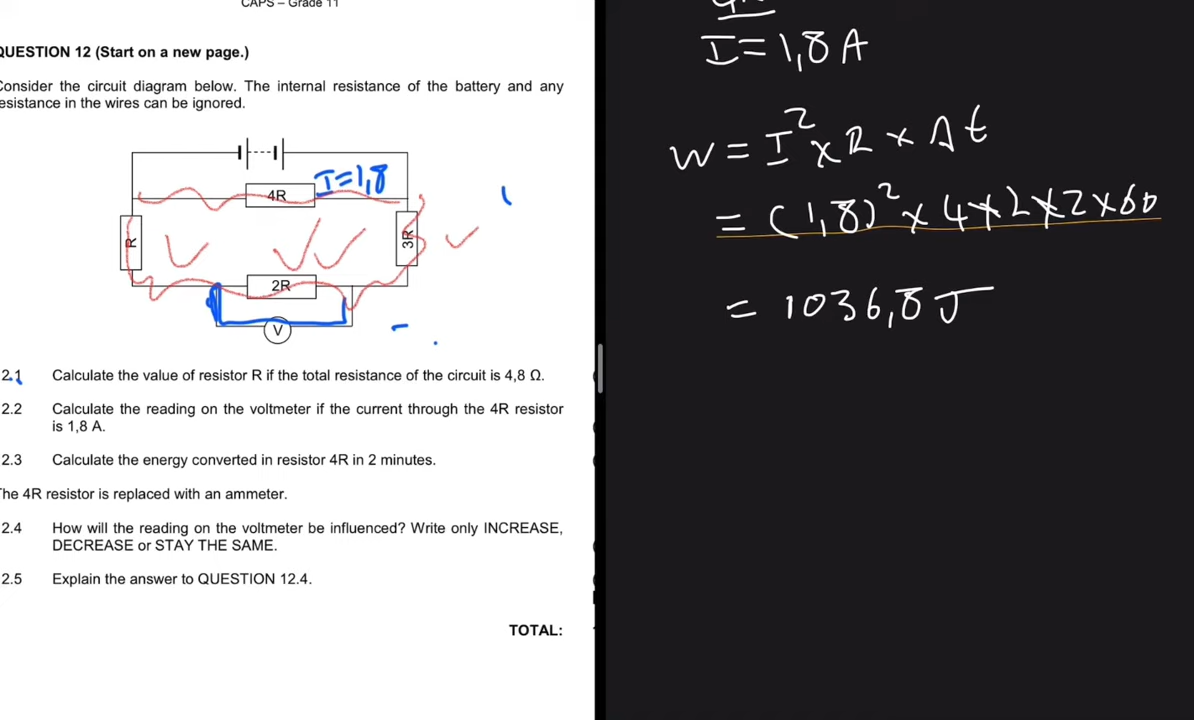 CAPS – Grade 11
QUESTION 12 (Start on a new page.)
Consider the circuit diagram below. The internal resistance of the battery and any
resistance in the wires can be ignored.
I=1,8
4R
R
3R
2R
V
2.1 Calculate the value of resistor R if the total resistance of the circuit is 4,8 Ω.
2.2 Calculate the reading on the voltmeter if the current through the 4R resistor
is 1,8 A.
2.3 Calculate the energy converted in resistor 4R in 2 minutes.
The 4R resistor is replaced with an ammeter.
2.4 How will the reading on the voltmeter be influenced? Write only INCREASE,
DECREASE or STAY THE SAME.
2.5 Explain the answer to QUESTION 12.4.
TOTAL:
I = 1,8 A
W = I² × R × Δt
= (1,8)² × 4 × 2 × 2 × 60
= 1036,8 J